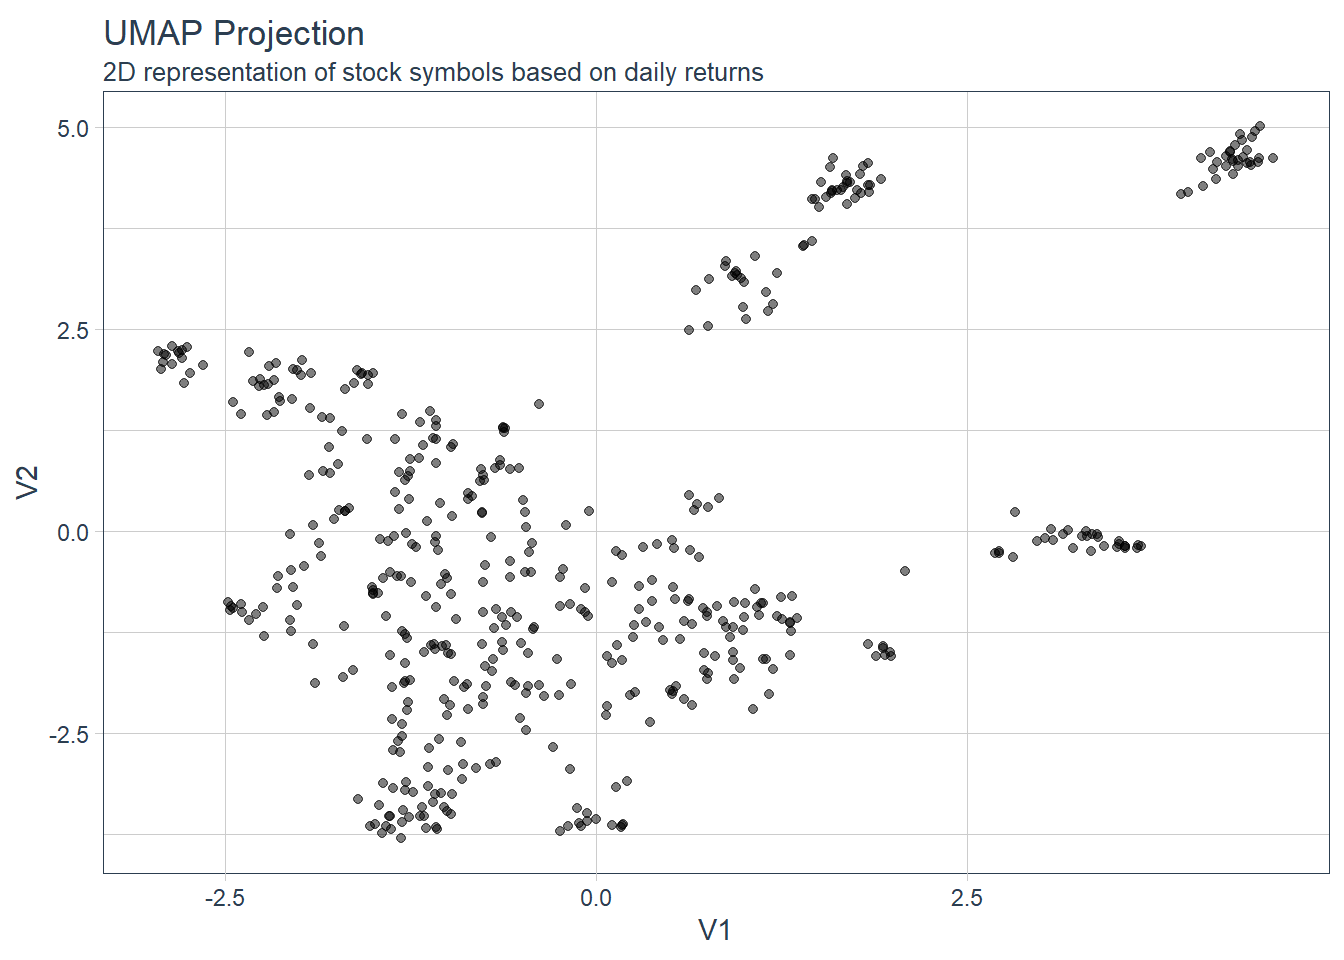 UMAP Projection
2D representation of stock symbols based on daily returns
5.0
2.5
0.0
-2.5
V2
-2.5
0.0
2.5
V1